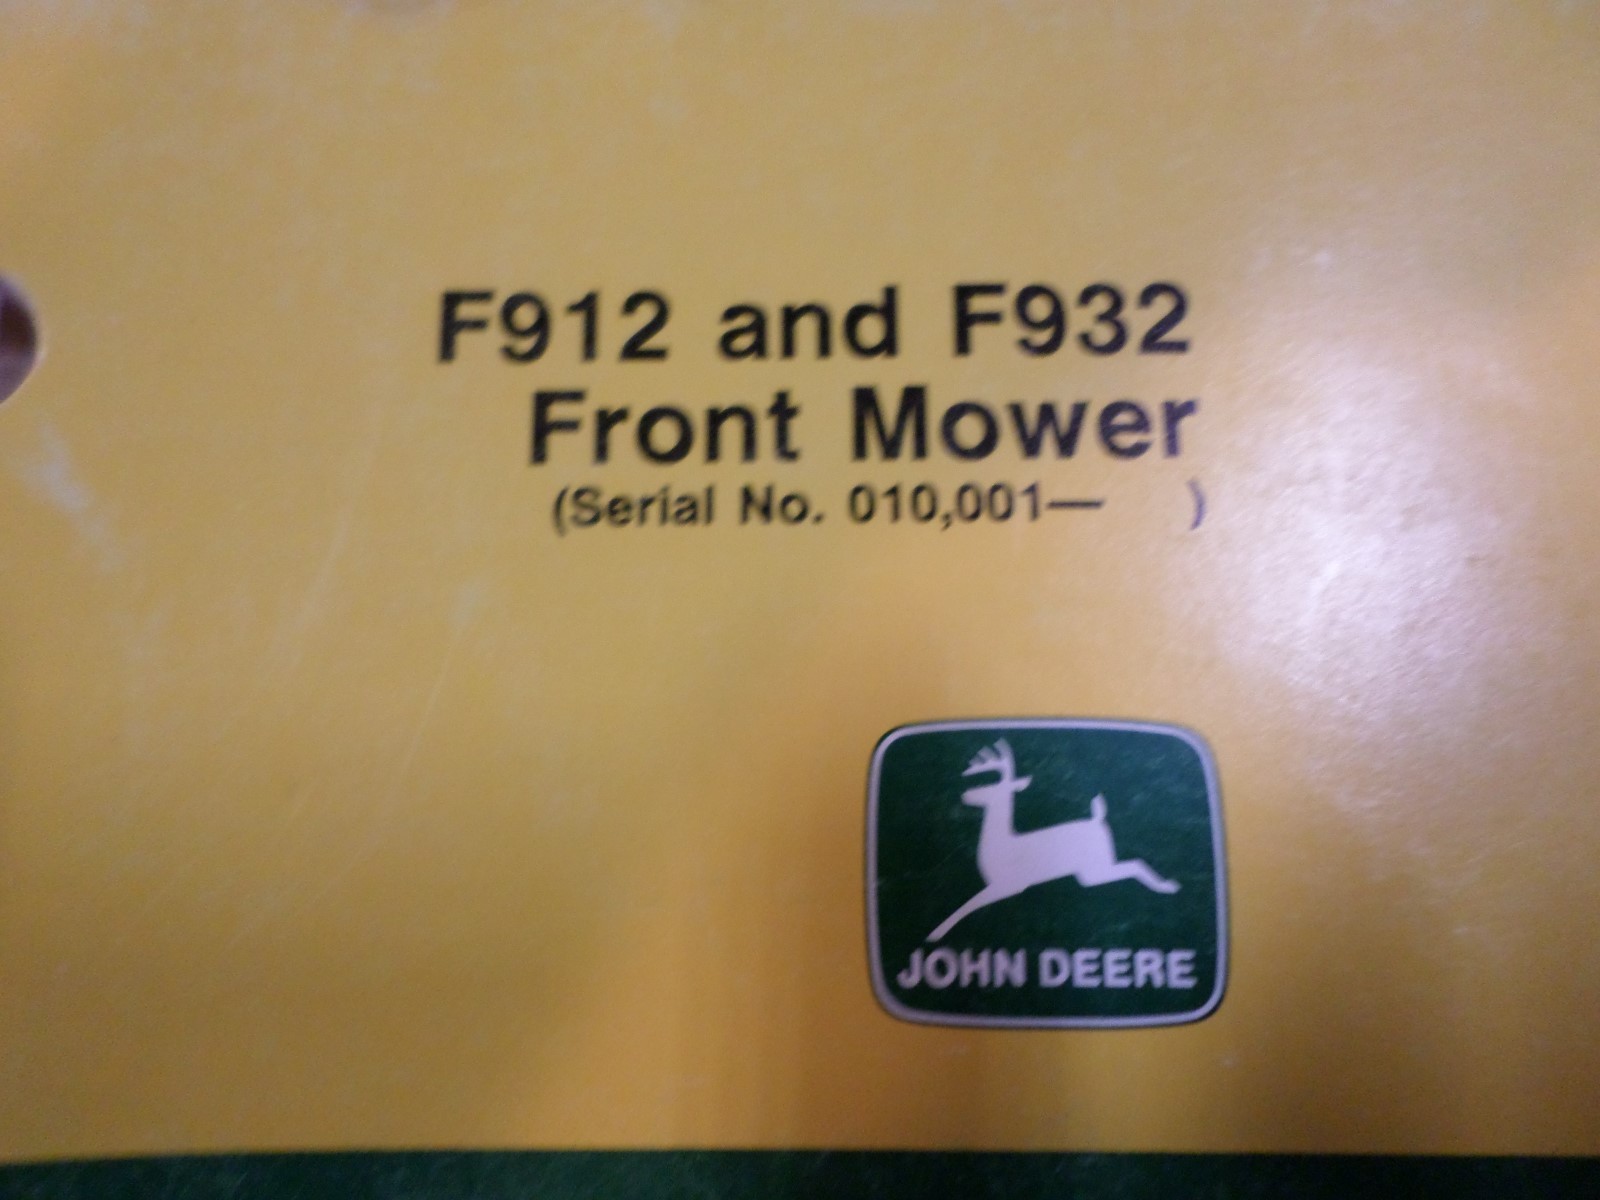 F912 and F932
Front Mower
(Serial No. 010,001— )
JOHN DEERE